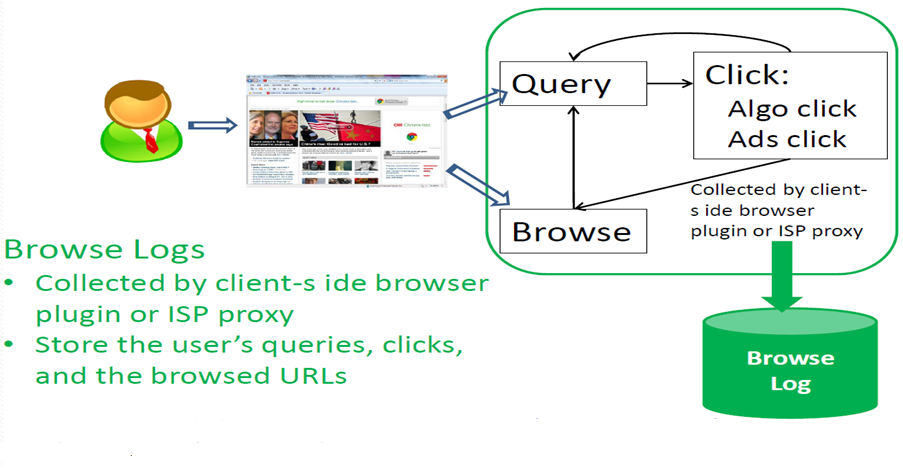 Query
Click:
Algo click
Ads click
Collected by client-
s ide browser
plugin or ISP proxy
Browse
Browse Logs
• Collected by client-s ide browser
plugin or ISP proxy
• Store the user's queries, clicks,
and the browsed URLs
Browse
Log